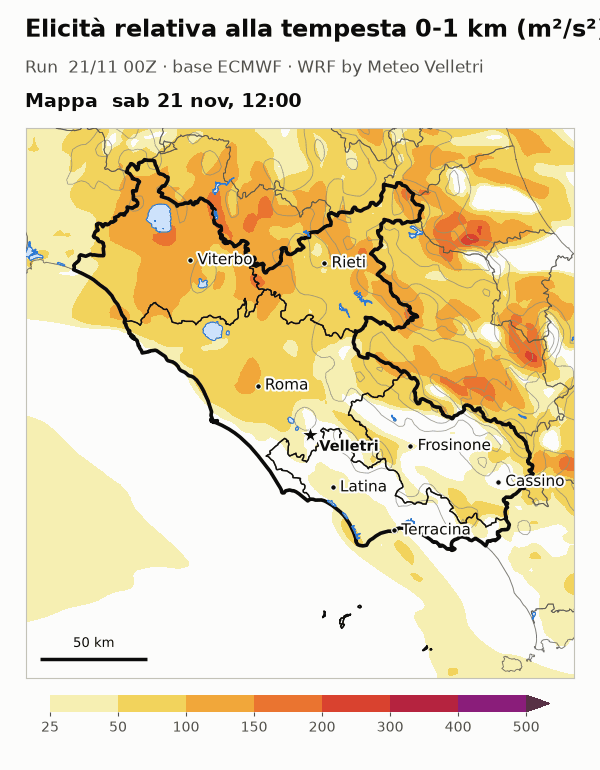 Elicità relativa alla tempesta 0-1 km (m²/s²)
Run 21/11 00Z · base ECMWF · WRF by Meteo Velletri
Mappa sab 21 nov, 12:00
Viterbo
Rieti
Roma
Velletri
Frosinone
Latina
Cassino
Terracina
50 km
25 50 100 150 200 300 400 500